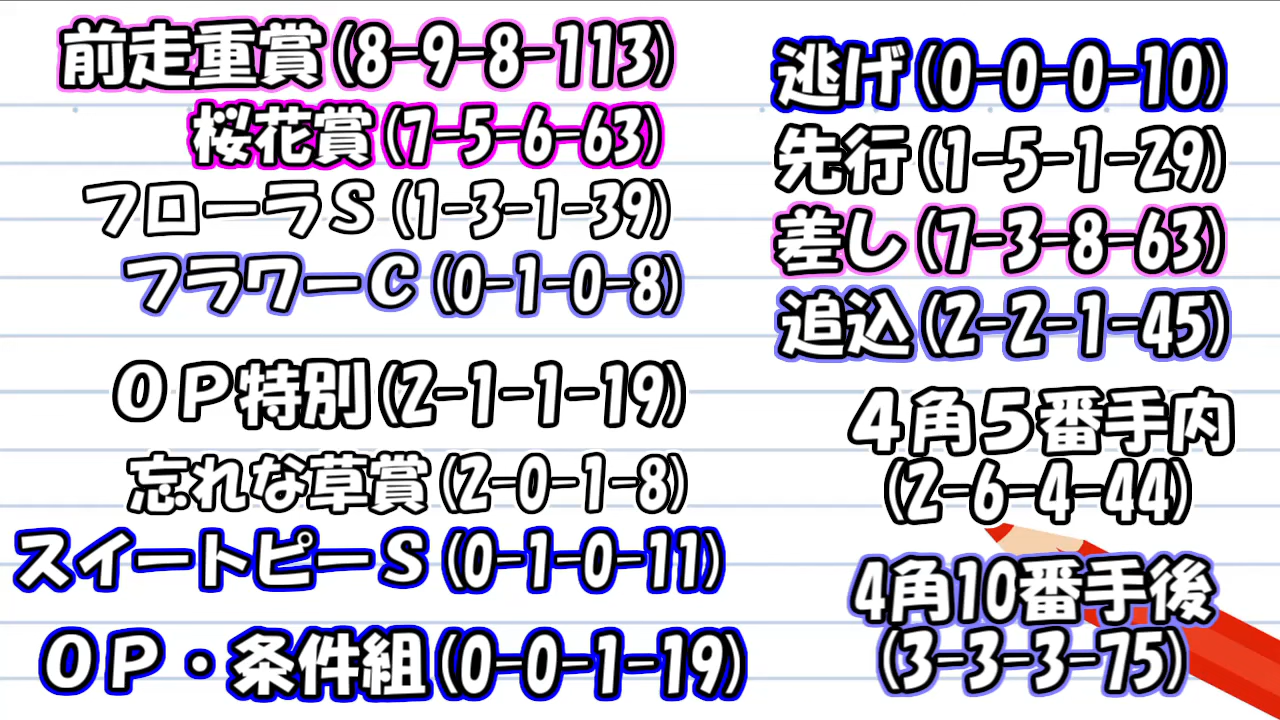 前走重賞(8-9-8-113)
桜花賞(7-5-6-63)
フローラS(1-3-1-39)
フラワーC(0-1-0-8)
OP特別(2-1-1-19)
忘れな草賞(2-0-1-8)
スイートピーS(0-1-0-11)
OP・条件組(0-0-1-19)
逃げ(0-0-0-10)
先行(1-5-1-29)
差し(7-3-8-63)
追込(2-2-1-45)
4角5番手内
(2-6-4-44)
4角10番手後
(3-3-3-75)